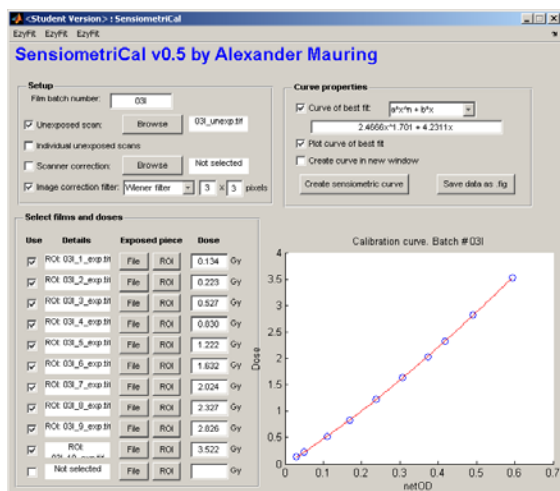 <Student Version> : SensiometriCal
EzyFit EzyFit EzyFit
SensiometriCal v0.5 by Alexander Mauring
Setup
Film batch number: 03I
Unexposed scan: Browse 03I_unexp.tif
Individual unexposed scans
Scanner correction: Browse Not selected
Image correction filter: Wiener filter 3 x 3 pixels
Curve properties
Curve of best fit: a*x^n + b*x
2.4666x^1.701 + 4.2311x
Plot curve of best fit
Create curve in new window
Create sensiometric curve Save data as .fig
Select films and doses
Use Details Exposed piece Dose
ROI: 03I_1_exp.tif File ROI 0.134 Gy
ROI: 03I_2_exp.tif File ROI 0.223 Gy
ROI: 03I_3_exp.tif File ROI 0.527 Gy
ROI: 03I_4_exp.tif File ROI 0.830 Gy
ROI: 03I_5_exp.tif File ROI 1.222 Gy
ROI: 03I_6_exp.tif File ROI 1.632 Gy
ROI: 03I_7_exp.tif File ROI 2.024 Gy
ROI: 03I_8_exp.tif File ROI 2.327 Gy
ROI: 03I_9_exp.tif File ROI 2.826 Gy
ROI: File ROI 3.522 Gy
Not selected File ROI Gy
Calibration curve. Batch #03I
Dose
4
3.5
3
2.5
2
1.5
1
0.5
0
0 0.1 0.2 0.3 0.4 0.5 0.6 0.7
netOD